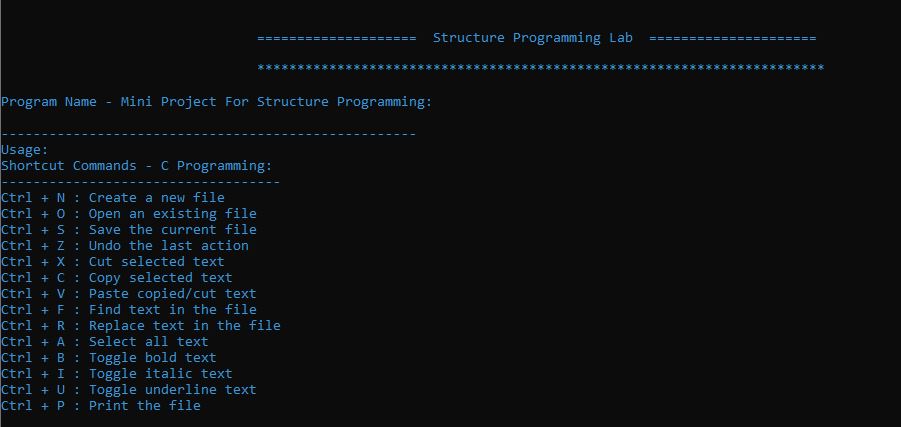 ====================  Structure Programming Lab  =====================
***********************************************************************
Program Name - Mini Project For Structure Programming:
----------------------------------------------------
Usage:
Shortcut Commands - C Programming:
-----------------------------------
Ctrl + N : Create a new file
Ctrl + O : Open an existing file
Ctrl + S : Save the current file
Ctrl + Z : Undo the last action
Ctrl + X : Cut selected text
Ctrl + C : Copy selected text
Ctrl + V : Paste copied/cut text
Ctrl + F : Find text in the file
Ctrl + R : Replace text in the file
Ctrl + A : Select all text
Ctrl + B : Toggle bold text
Ctrl + I : Toggle italic text
Ctrl + U : Toggle underline text
Ctrl + P : Print the file